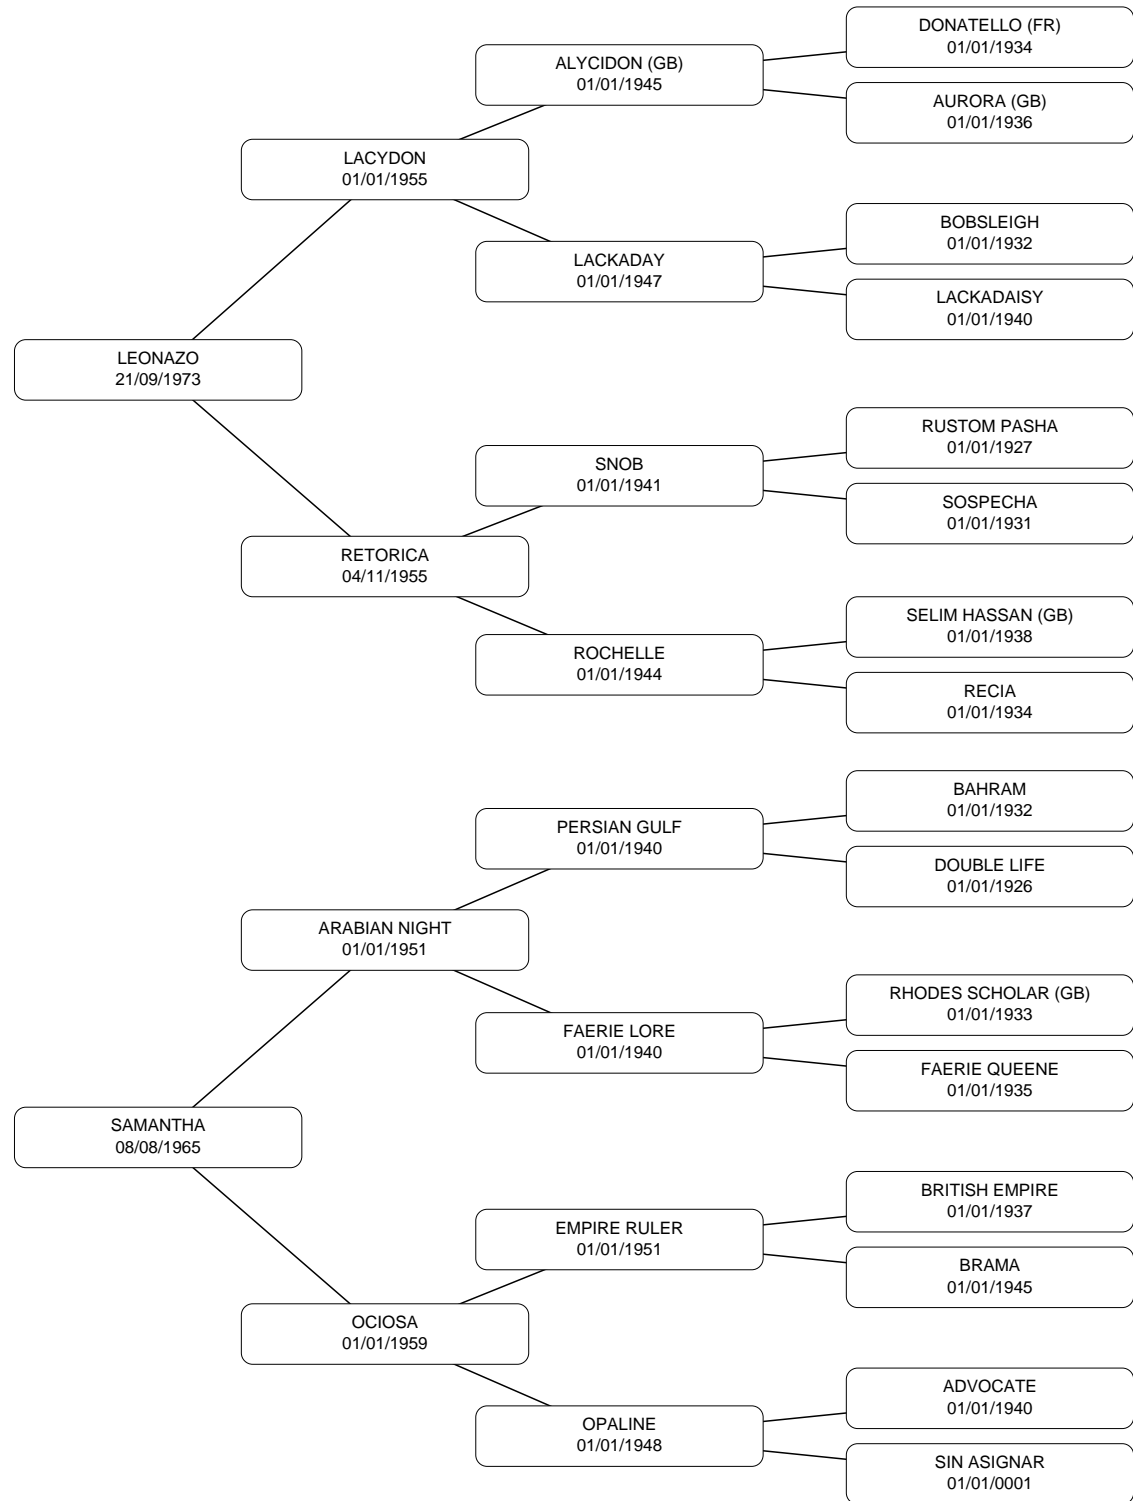 DONATELLO (FR)
01/01/1934
ALYCIDON (GB)
01/01/1945
AURORA (GB)
01/01/1936
LACYDON
01/01/1955
BOBSLEIGH
01/01/1932
LACKADAY
01/01/1947
LACKADAISY
01/01/1940
LEONAZO
21/09/1973
RUSTOM PASHA
01/01/1927
SNOB
01/01/1941
SOSPECHA
01/01/1931
RETORICA
04/11/1955
SELIM HASSAN (GB)
01/01/1938
ROCHELLE
01/01/1944
RECIA
01/01/1934
BAHRAM
01/01/1932
PERSIAN GULF
01/01/1940
DOUBLE LIFE
01/01/1926
ARABIAN NIGHT
01/01/1951
RHODES SCHOLAR (GB)
01/01/1933
FAERIE LORE
01/01/1940
FAERIE QUEENE
01/01/1935
SAMANTHA
08/08/1965
BRITISH EMPIRE
01/01/1937
EMPIRE RULER
01/01/1951
BRAMA
01/01/1945
OCIOSA
01/01/1959
ADVOCATE
01/01/1940
OPALINE
01/01/1948
SIN ASIGNAR
01/01/0001